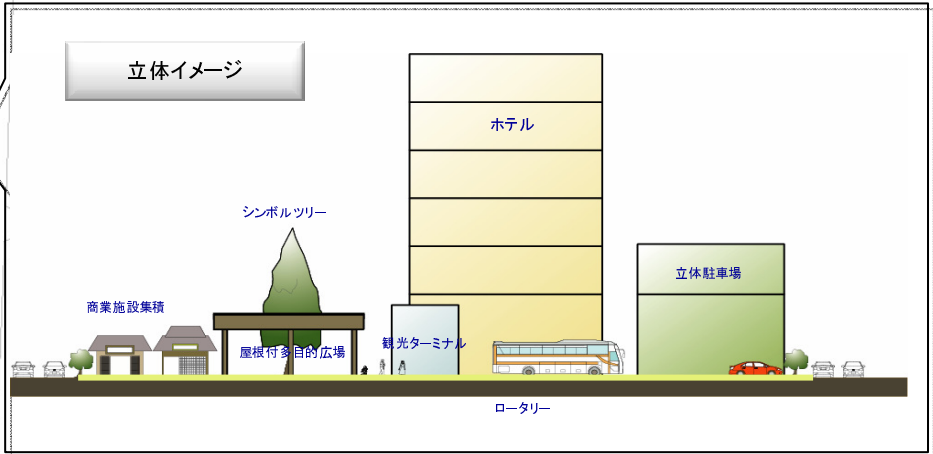 立体イメージ
ホテル
シンボルツリー
立体駐車場
商業施設集積
屋根付多目的広場
観光ターミナル
ロータリー